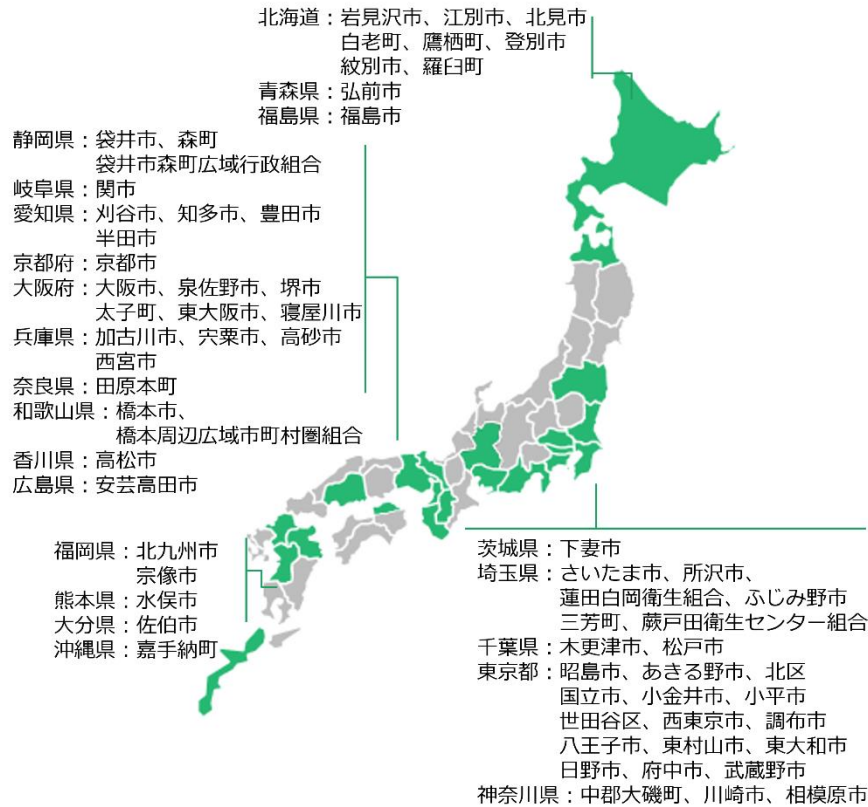 北海道：岩見沢市、江別市、北見市
白老町、鷹栖町、登別市
紋別市、羅臼町
青森県：弘前市
福島県：福島市
静岡県：袋井市、森町
袋井市森町広域行政組合
岐阜県：関市
愛知県：刈谷市、知多市、豊田市
半田市
京都府：京都市
大阪府：大阪市、泉佐野市、堺市
太子町、東大阪市、寝屋川市
兵庫県：加古川市、宍粟市、高砂市
西宮市
奈良県：田原本町
和歌山県：橋本市、
橋本周辺広域市町村圏組合
香川県：高松市
広島県：安芸高田市
福岡県：北九州市
宗像市
熊本県：水俣市
大分県：佐伯市
沖縄県：嘉手納町
茨城県：下妻市
埼玉県：さいたま市、所沢市、
蓮田白岡衛生組合、ふじみ野市
三芳町、蕨戸田衛生センター組合
千葉県：木更津市、松戸市
東京都：昭島市、あきる野市、北区
国立市、小金井市、小平市
世田谷区、西東京市、調布市
八王子市、東村山市、東大和市
日野市、府中市、武蔵野市
神奈川県：中郡大磯町、川崎市、相模原市